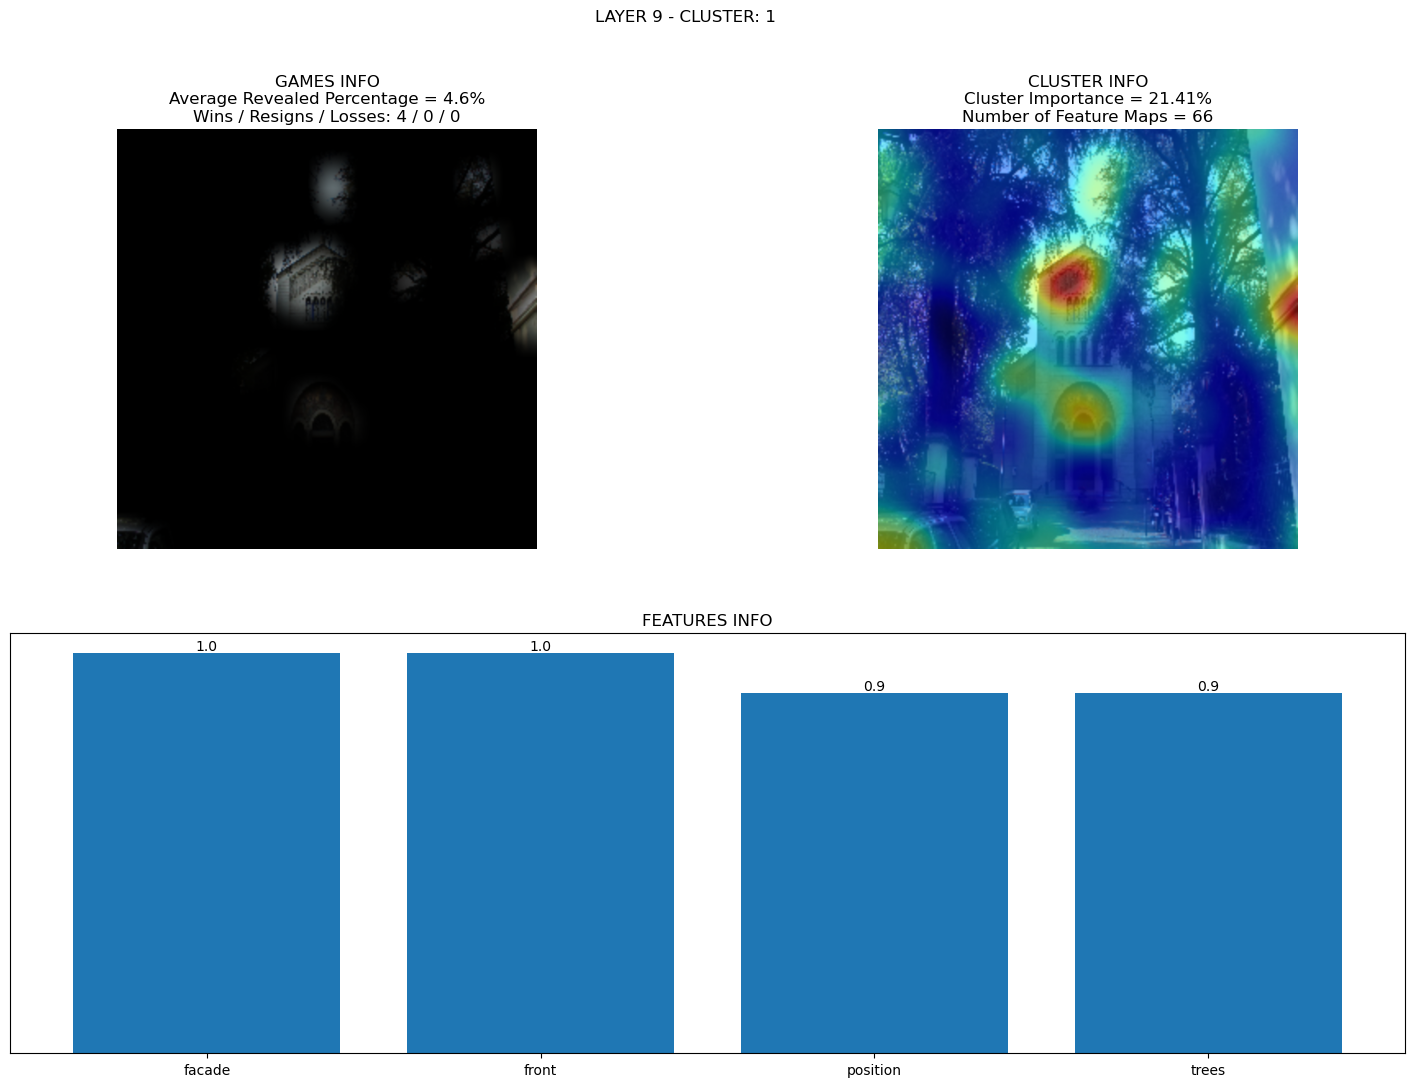 LAYER 9 - CLUSTER: 1
GAMES INFO
Average Revealed Percentage = 4.6%
Wins / Resigns / Losses: 4 / 0 / 0
CLUSTER INFO
Cluster Importance = 21.41%
Number of Feature Maps = 66
FEATURES INFO
1.0
1.0
0.9
0.9
facade
front
position
trees